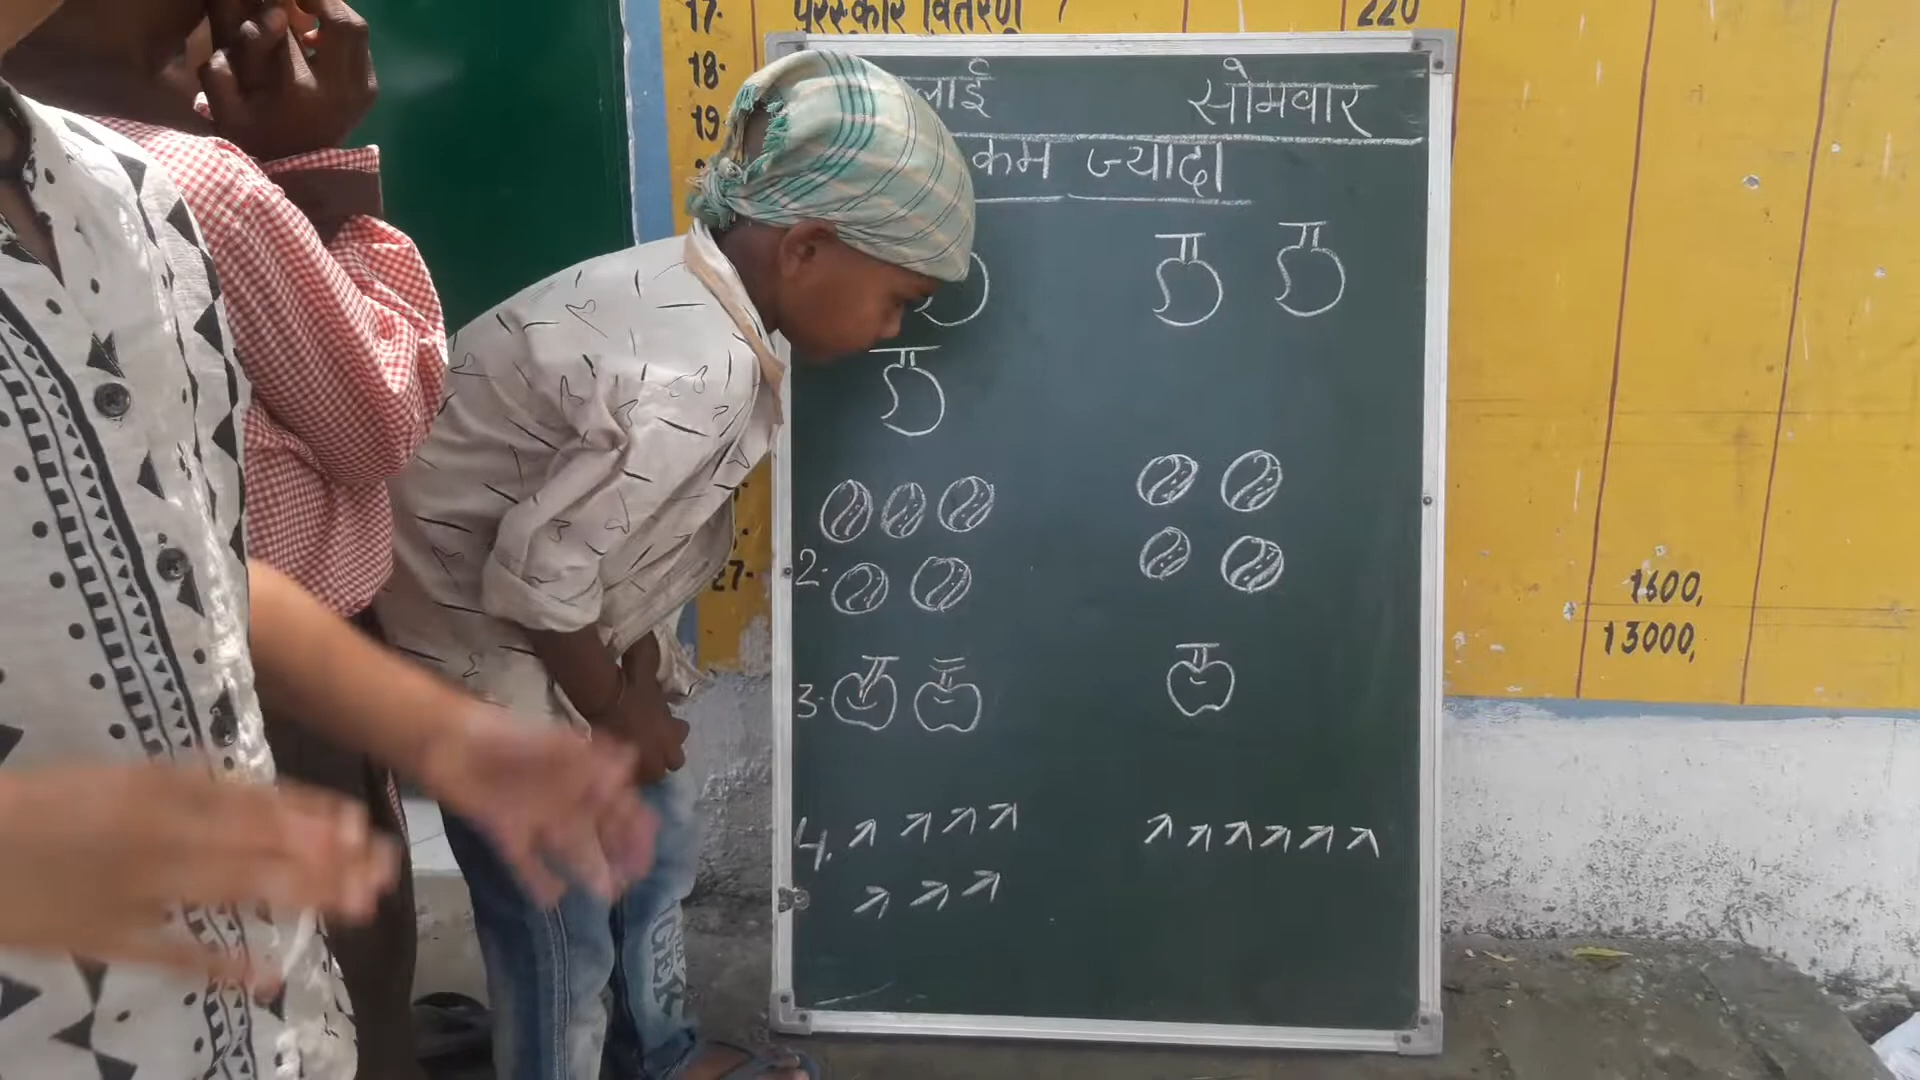 17· पुरस्कार वितरण 220
18·
19·
लाई सोमवार
कम ज्यादा
2·
27-
3·
4.
1600,
13000,